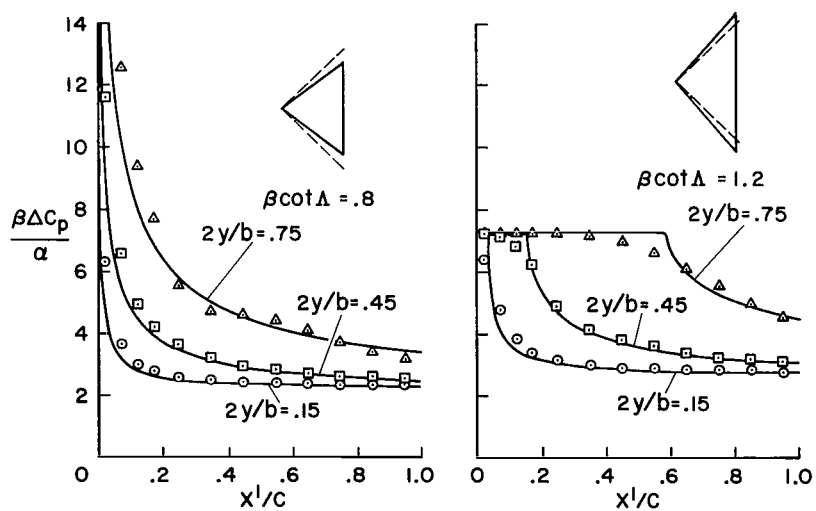 14
12
10
8
6
4
2
0
βΔCp
α
βcotΛ = .8
2y/b=.75
2y/b=.45
2y/b=.15
0 .2 .4 .6 .8 1.0
X'/C
βcotΛ = 1.2
2y/b=.75
2y/b=.45
2y/b=.15
0 .2 .4 .6 .8 1.0
X'/C